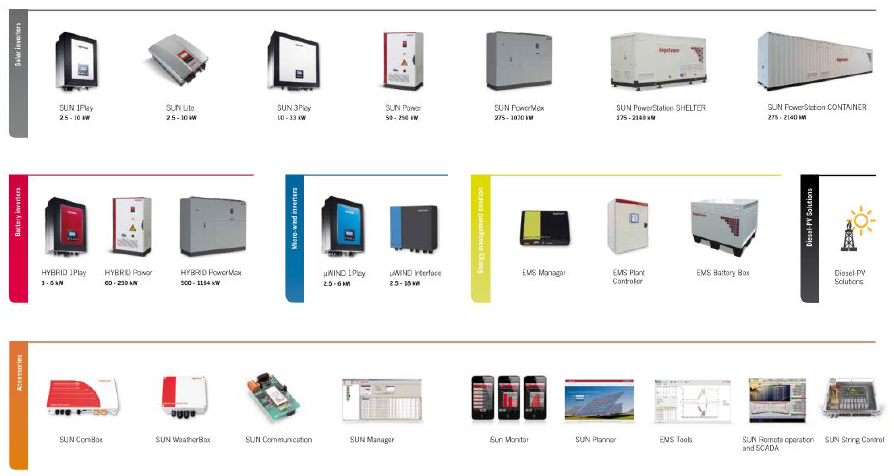 Solar inverters
SUN 1Play
2.5 - 10 kW
SUN Lite
2.5 - 10 kW
SUN 3Play
10 - 33 kW
SUN Power
50 - 250 kW
SUN PowerMax
275 - 1070 kW
SUN PowerStation SHELTER
275 - 2140 kW
SUN PowerStation CONTAINER
275 - 2140 kW
Battery inverters
HYBRID 1Play
3 - 6 kW
HYBRID Power
60 - 250 kW
HYBRID PowerMax
500 - 1164 kW
Micro-wind inverters
µWIND 1Play
2.5 - 6 kW
µWIND Interface
2.5 - 18 kW
Energy management solution
EMS Manager
EMS Plant
Controller
EMS Battery Box
Diesel-PV Solutions
Diesel-PV
Solutions
Accessories
SUN ComBox
SUN WeatherBox
SUN Communication
SUN Manager
iSun Monitor
SUN Planner
EMS Tools
SUN Remote operation
and SCADA
SUN String Control